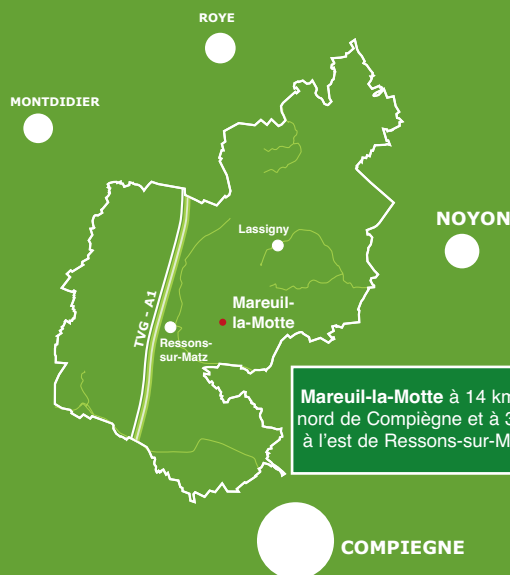 ROYE
MONTDIDIER
NOYON
Lassigny
TVG - A1
Mareuil-
la-Motte
Ressons-
sur-Matz
Mareuil-la-Motte à 14 km
nord de Compiègne et à 3
à l'est de Ressons-sur-M
COMPIEGNE